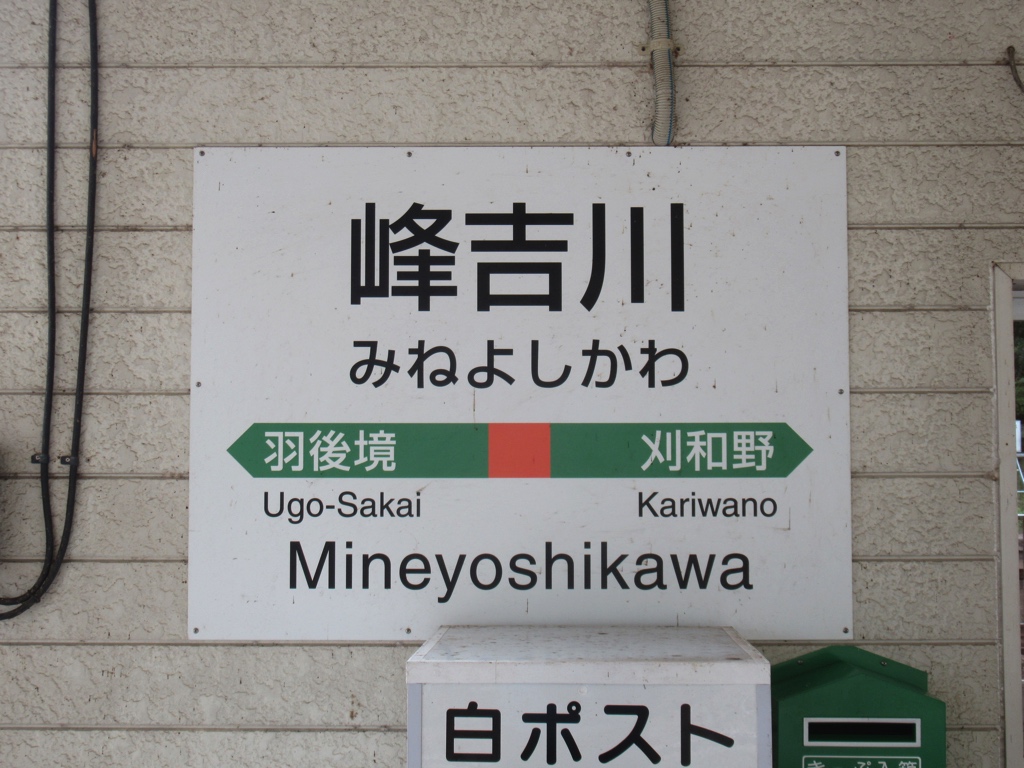 峰吉川
みねよしかわ
羽後境 刈和野
Ugo-Sakai Kariwano
Mineyoshikawa
白ポスト